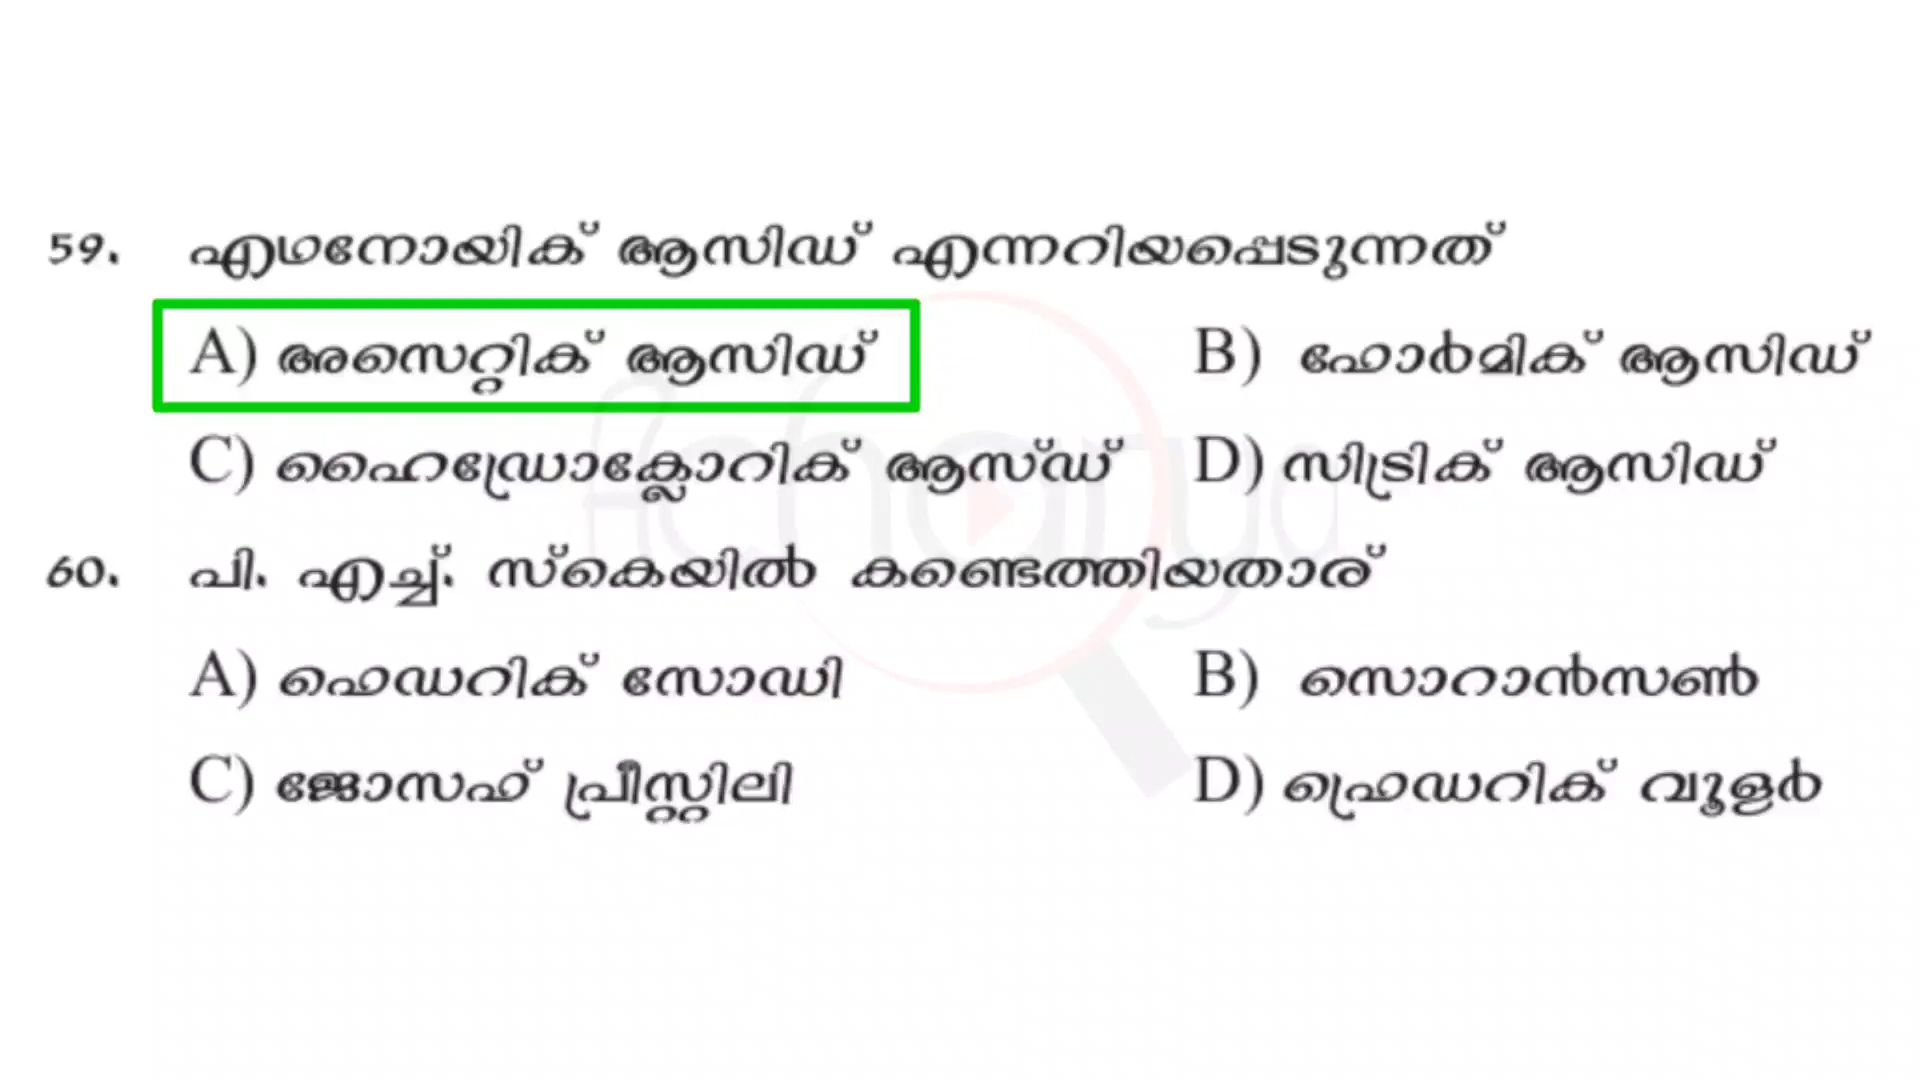 59. എഥനോയിക് ആസിഡ് എന്നറിയപ്പെടുന്നത്
A) അസെറ്റിക് ആസിഡ് B) ഫോർമിക് ആസിഡ്
C) ഹൈഡ്രോക്ലോറിക് ആസ്ഡ് D) സിട്രിക് ആസിഡ്
60. പി. എച്ച്. സ്കെയിൽ കണ്ടെത്തിയതാര്
A) ഫെഡറിക് സോഡി B) സൊറാൻസൺ
C) ജോസഫ് പ്രീസ്റ്റിലി D) ഫ്രെഡറിക് വൂളർ
Acharya